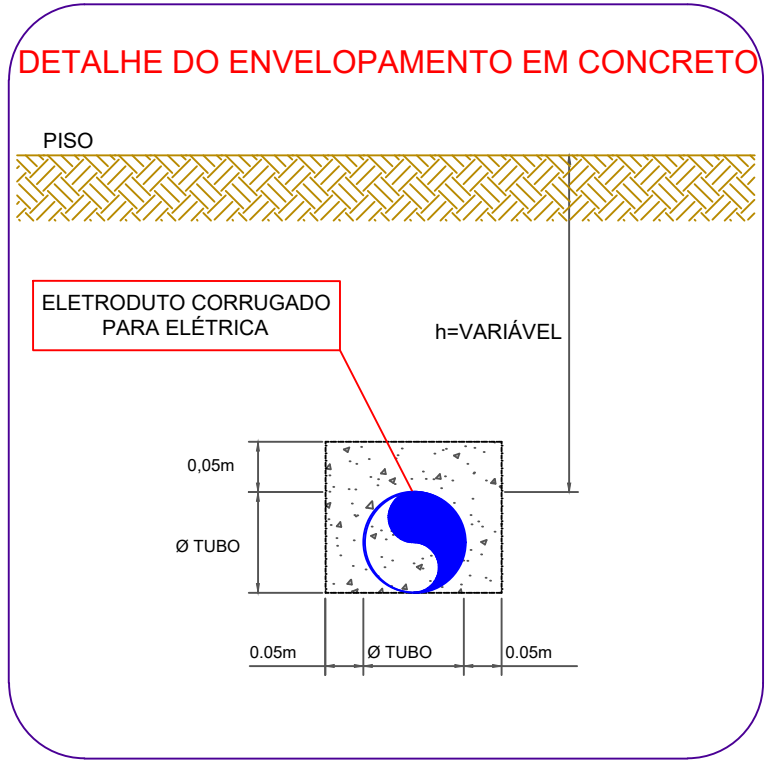 DETALHE DO ENVELOPAMENTO EM CONCRETO
PISO
ELETRODUTO CORRUGADO
PARA ELÉTRICA
h=VARIÁVEL
0,05m
Ø TUBO
0.05m
Ø TUBO
0.05m